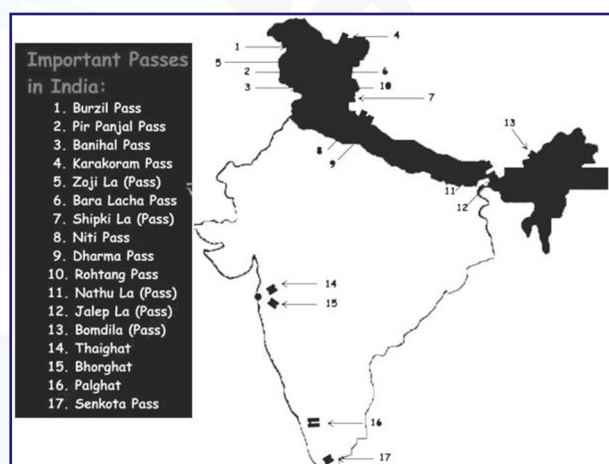 Important Passes
in India:
1. Burzil Pass
2. Pir Panjal Pass
3. Banihal Pass
4. Karakoram Pass
5. Zoji La (Pass)
6. Bara Lacha Pass
7. Shipki La (Pass)
8. Niti Pass
9. Dharma Pass
10. Rohtang Pass
11. Nathu La (Pass)
12. Jalep La (Pass)
13. Bomdila (Pass)
14. Thaighat
15. Bhorghat
16. Palghat
17. Senkota Pass
1
4
5
2
6
3
10
7
13
8
9
11
12
14
15
16
17